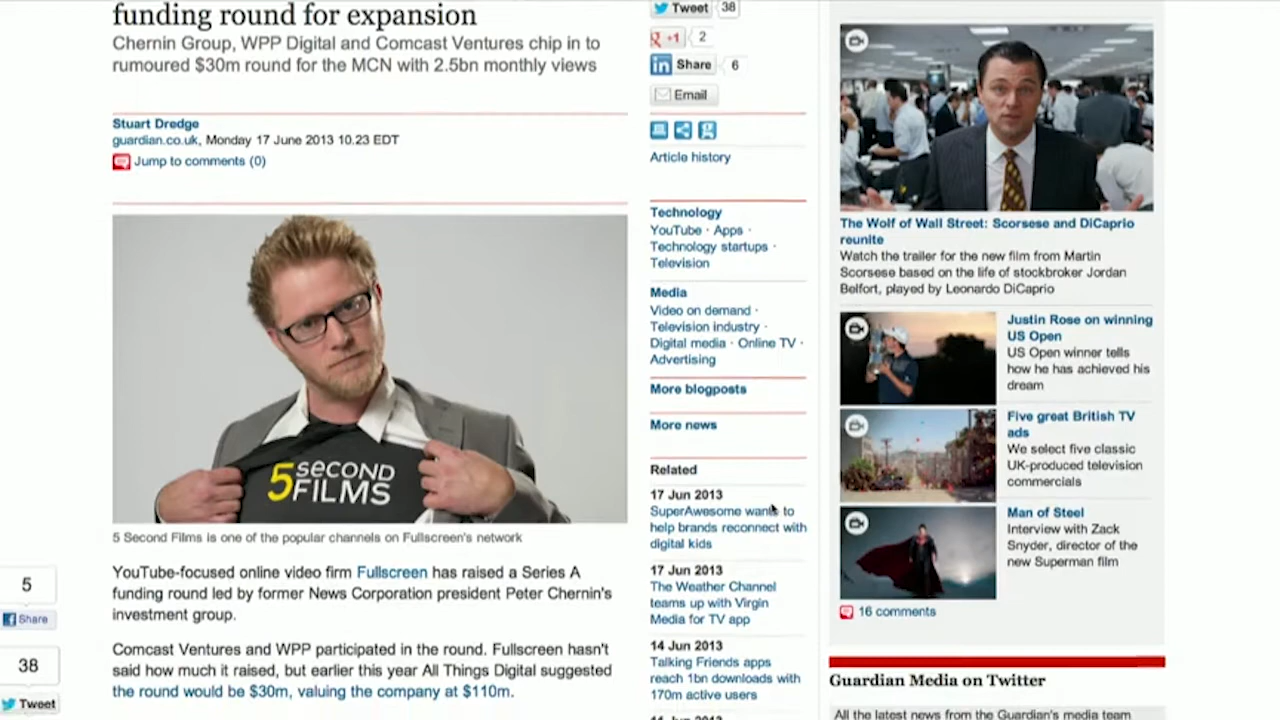 funding round for expansion
Chernin Group, WPP Digital and Comcast Ventures chip in to
rumoured $30m round for the MCN with 2.5bn monthly views
Stuart Dredge
guardian.co.uk, Monday 17 June 2013 10.23 EDT
Jump to comments (0)
5 SECOND
FILMS
5 Second Films is one of the popular channels on Fullscreen's network
YouTube-focused online video firm Fullscreen has raised a Series A
funding round led by former News Corporation president Peter Chernin's
investment group.
Comcast Ventures and WPP participated in the round. Fullscreen hasn't
said how much it raised, but earlier this year All Things Digital suggested
the round would be $30m, valuing the company at $110m.
5
Share
38
Tweet
Tweet 38
+1 2
in Share 6
Email
Article history
Technology
YouTube · Apps ·
Technology startups ·
Television
Media
Video on demand ·
Television industry ·
Digital media · Online TV ·
Advertising
More blogposts
More news
Related
17 Jun 2013
SuperAwesome wants to
help brands reconnect with
digital kids
17 Jun 2013
The Weather Channel
teams up with Virgin
Media for TV app
14 Jun 2013
Talking Friends apps
reach 1bn downloads with
170m active users
14 Jun 2013
The Wolf of Wall Street: Scorsese and DiCaprio
reunite
Watch the trailer for the new film from Martin
Scorsese based on the life of stockbroker Jordan
Belfort, played by Leonardo DiCaprio
Justin Rose on winning
US Open
US Open winner tells
how he has achieved his
dream
Five great British TV
ads
We select five classic
UK-produced television
commercials
Man of Steel
Interview with Zack
Snyder, director of the
new Superman film
16 comments
Guardian Media on Twitter
All the latest news from the Guardian's media team